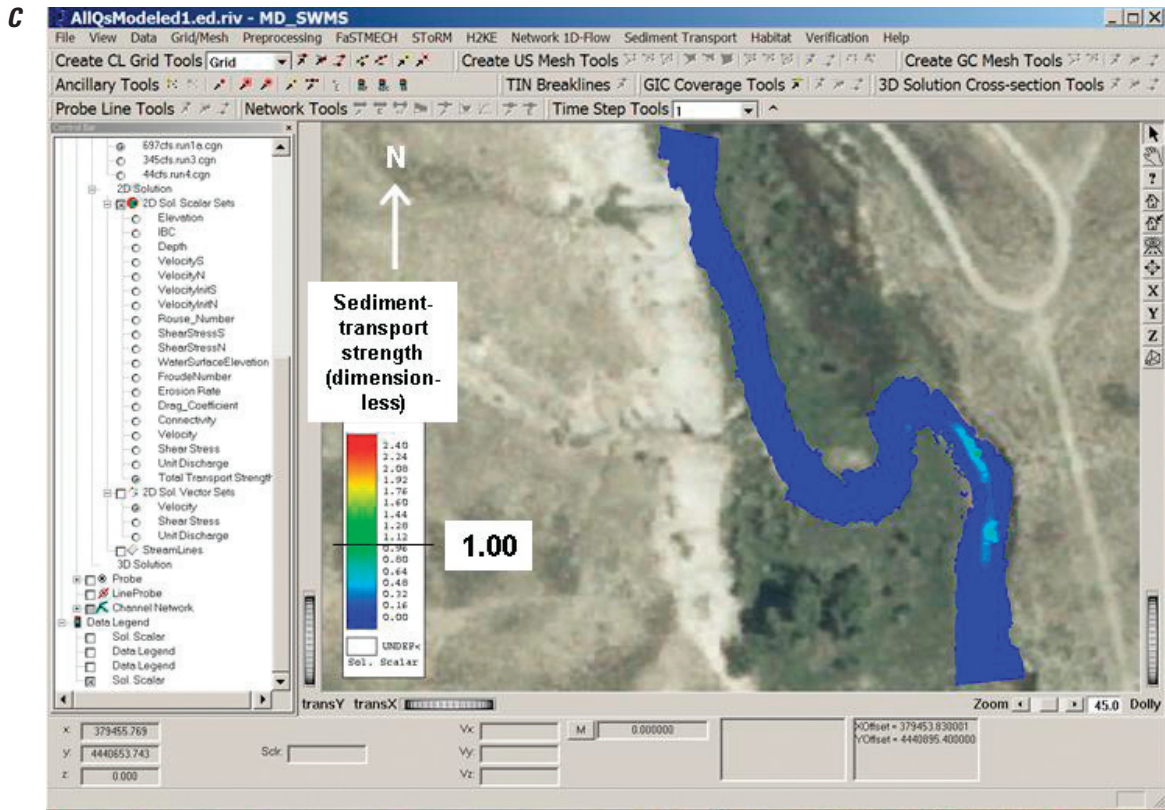 C
AllQsModeled1.ed.riv - MD_SWMS
File View Data Grid/Mesh Preprocessing FaSTMECH SToRM H2KE Network 1D-Flow Sediment Transport Habitat Verification Help
Create CL Grid Tools Grid Create US Mesh Tools Create GC Mesh Tools
Ancillary Tools TIN Breaklines GIC Coverage Tools 3D Solution Cross-section Tools
Probe Line Tools Network Tools Time Step Tools 1
Control Bar
697cfs.run1a.cgn
345cfs.run3.cgn
44cfs.run4.cgn
2D Solution
2D Sol. Scalar Sets
Elevation
IBC
Depth
VelocityS
VelocityN
VelocityInitS
VelocityInitN
Rouse_Number
ShearStressS
ShearStressN
WaterSurfaceElevation
FroudeNumber
Erosion Rate
Drag_Coefficient
Connectivity
Velocity
Shear Stress
Unit Discharge
Total Transport Strength
2D Sol. Vector Sets
Velocity
Shear Stress
Unit Discharge
StreamLines
3D Solution
Probe
LineProbe
Channel Network
Data Legend
Sol. Scalar
Data Legend
Data Legend
Sol. Scalar
N
Sediment-
transport
strength
(dimension-
less)
2.40
2.24
2.08
1.92
1.76
1.60
1.44
1.28
1.12
0.96
0.80
0.64
0.48
0.32
0.16
0.00
UNDEF<
Sol. Scalar
1.00
?
X
Y
Z
transY transX Zoom 45.0 Dolly
x: 379455.769 Vx: M 0.000000 XOffset = 379453.830001
YOffset = 4440895.400000
y: 4440653.743 Sclr: Vy:
z: 0.000 Vz: